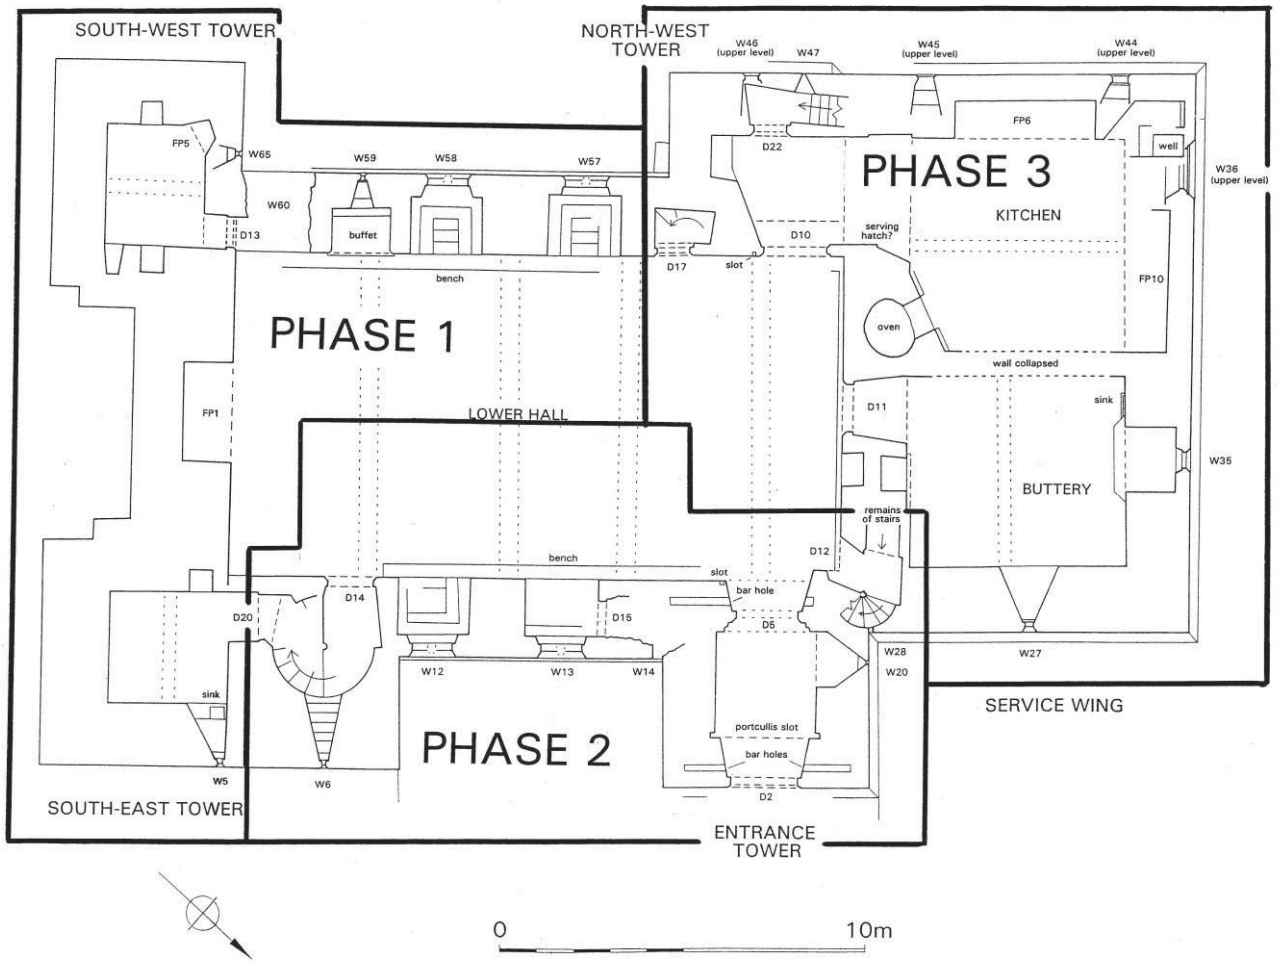 SOUTH-WEST TOWER
NORTH-WEST
TOWER
W46
(upper level)
W47
W45
(upper level)
W44
(upper level)
FP6
FP5
W65
W59
W58
W57
D22
PHASE 3
well
W36
(upper level)
W60
KITCHEN
buffet
D13
D10
serving
hatch?
D17
slot
bench
FP10
PHASE 1
oven
wall collapsed
FP1
LOWER HALL
D11
sink
W35
BUTTERY
remains
of stairs
D12
bench
slot
bar hole
D14
D20
D15
D5
W28
W12
W13
W14
W20
W27
sink
SERVICE WING
portcullis slot
PHASE 2
bar holes
W5
W6
D2
SOUTH-EAST TOWER
ENTRANCE
TOWER
0
10m